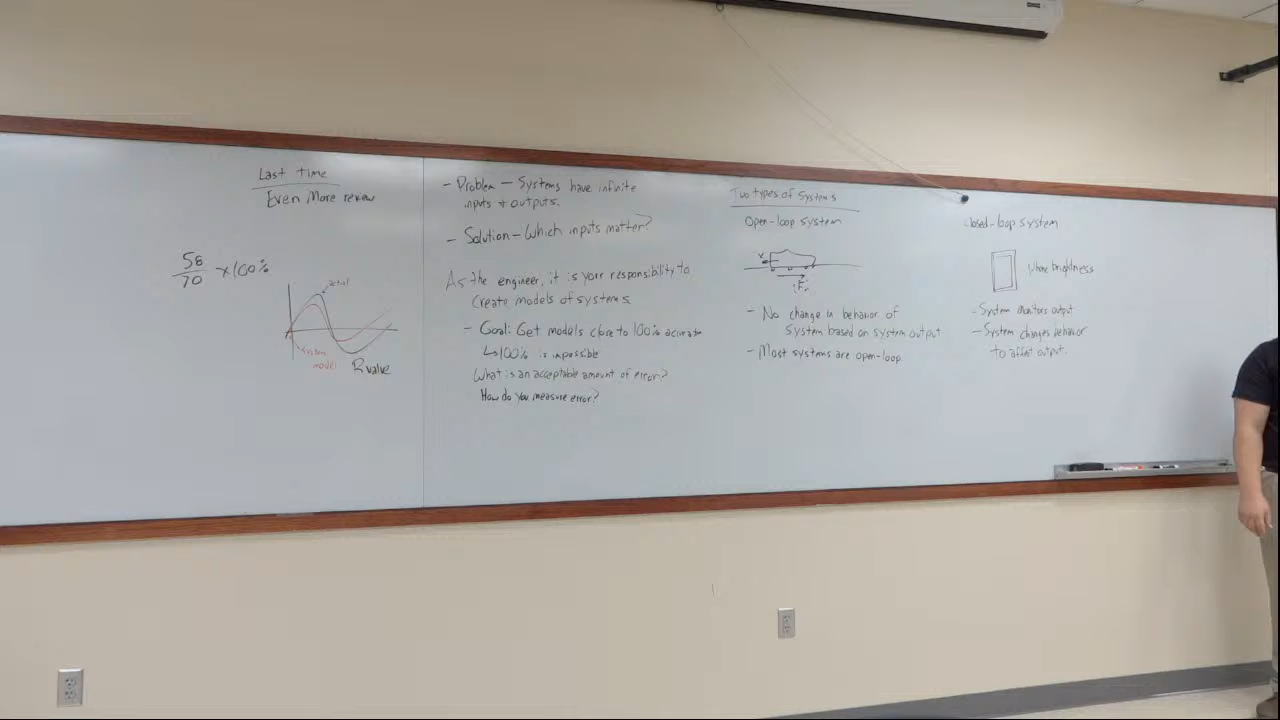 Last time
Even More review
58
70
x100%
actual
System
model
R value
- Problem - Systems have infinite
inputs + outputs.
- Solution - Which inputs matter?
As the engineer, it is your responsibility to
create models of systems.
- Goal: Get models close to 100% accurate
↳100% is impossible
What is an acceptable amount of error?
How do you measure error?
Two types of Systems
Open-loop system
- No change in behavior of
system based on system output
- Most systems are open-loop.
Closed-loop system
Phone brightness
- System monitors output
- System changes behavior
to affect output.